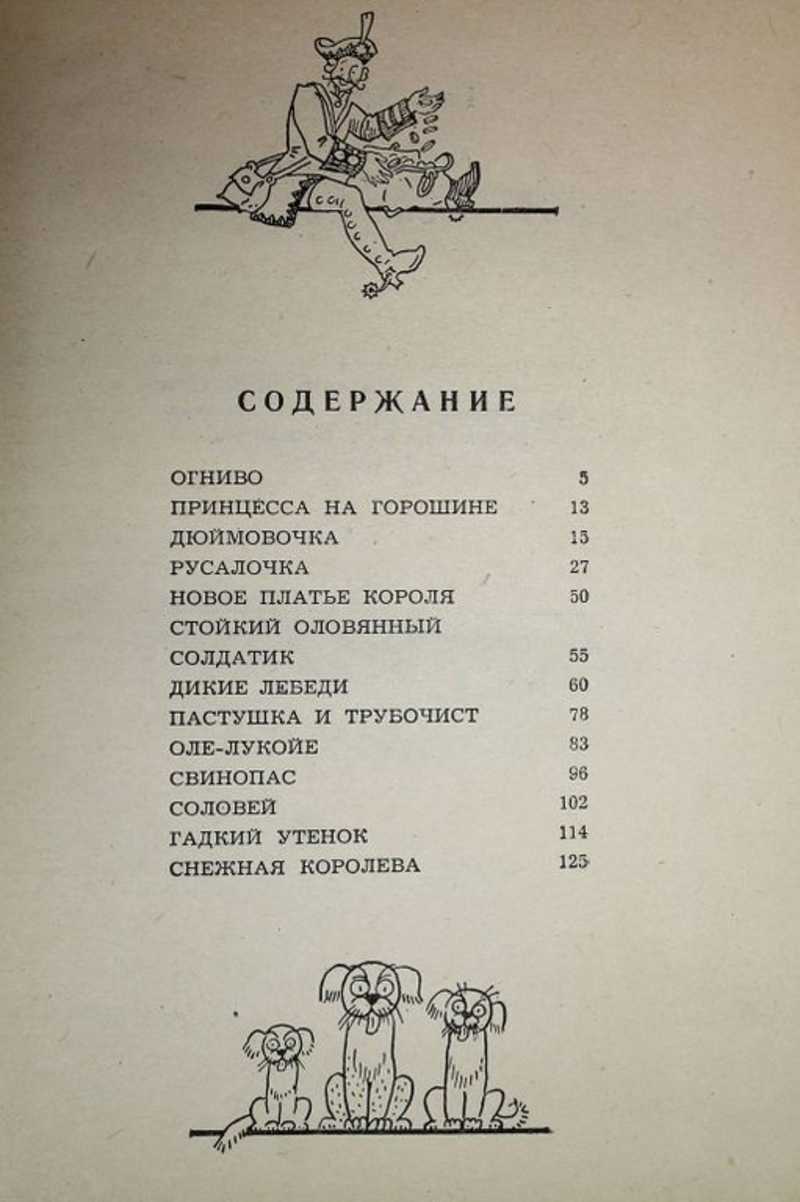 СОДЕРЖАНИЕ
ОГНИВО 5
ПРИНЦЕССА НА ГОРОШИНЕ 13
ДЮЙМОВОЧКА 15
РУСАЛОЧКА 27
НОВОЕ ПЛАТЬЕ КОРОЛЯ 50
СТОЙКИЙ ОЛОВЯННЫЙ
СОЛДАТИК 55
ДИКИЕ ЛЕБЕДИ 60
ПАСТУШКА И ТРУБОЧИСТ 78
ОЛЕ-ЛУКОЙЕ 83
СВИНОПАС 96
СОЛОВЕЙ 102
ГАДКИЙ УТЕНОК 114
СНЕЖНАЯ КОРОЛЕВА 125